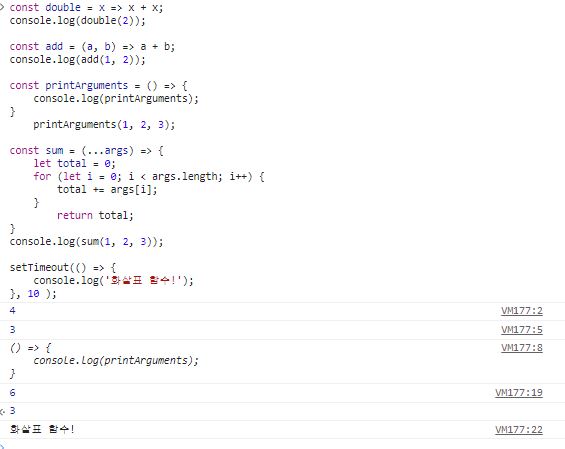 const double = x => x + x;
console.log(double(2));
const add = (a, b) => a + b;
console.log(add(1, 2));
const printArguments = () => {
    console.log(printArguments);
}
    printArguments(1, 2, 3);
const sum = (...args) => {
    let total = 0;
    for (let i = 0; i < args.length; i++) {
        total += args[i];
    }
        return total;
}
console.log(sum(1, 2, 3));
setTimeout(() => {
    console.log('화살표 함수!');
}, 10 );
4 VM177:2
3 VM177:5
() => { VM177:8
    console.log(printArguments);
}
6 VM177:19
3
화살표 함수! VM177:22